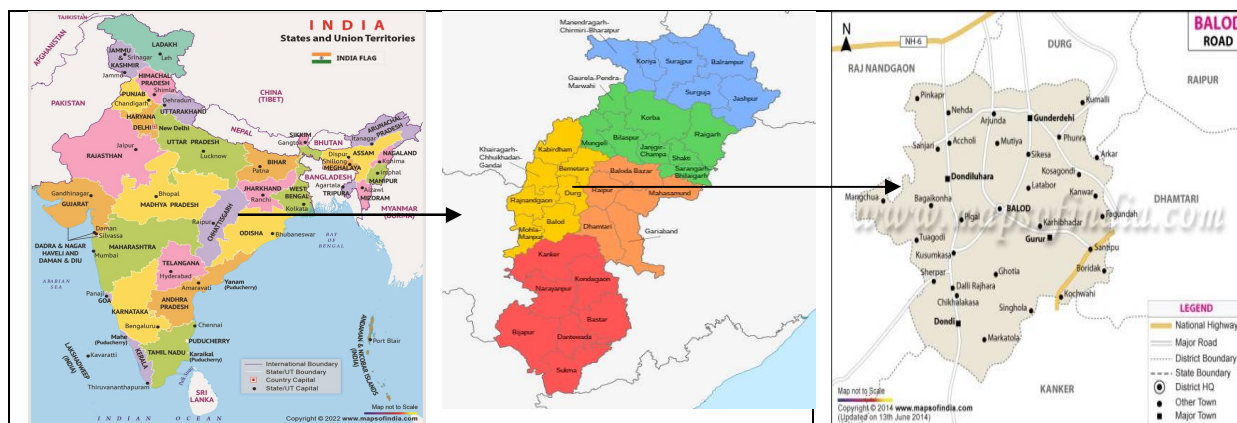 INDIA
States and Union Territories
INDIA FLAG
TAJIKISTAN
AFGHANISTAN
PAKISTAN
CHINA
(TIBET)
NEPAL
BHUTAN
BANGLADESH
MYANMAR
(BURMA)
LADAKH
Leh
JAMMU &
KASHMIR
Srinagar
Jammu
HIMACHAL
PRADESH
Shimla
PUNJAB
Chandigarh
Dehradun
UTTARAKHAND
HARYANA
DELHI
New Delhi
UTTAR PRADESH
Lucknow
RAJASTHAN
Jaipur
SIKKIM
Gangtok
ARUNACHAL
PRADESH
Itanagar
ASSAM
Dispur
NAGALAND
Kohima
Shillong
MEGHALAYA
Imphal
MANIPUR
Agartala
TRIPURA
Aizawl
MIZORAM
BIHAR
Patna
JHARKHAND
Ranchi
WEST
BENGAL
Kolkata
Gandhinagar
GUJARAT
Bhopal
MADHYA PRADESH
Raipur
CHHATTISGARH
ODISHA
Bhubaneswar
Daman
Silvassa
DADRA & NAGAR
HAVELI AND
DAMAN & DIU
MAHARASHTRA
Mumbai
TELANGANA
Hyderabad
Amaravati
ANDHRA
PRADESH
Yanam
(Puducherry)
Panaji
GOA
KARNATAKA
Bengaluru
Chennai
Mahe
(Puducherry)
PUDUCHERRY
Karaikal
(Puducherry)
TAMIL NADU
KERALA
Thiruvananthapuram
Kavaratti
LAKSHADWEEP
(INDIA)
ANDAMAN & NICOBAR ISLANDS
(INDIA)
Port Blair
SRI
LANKA
ARABIAN
SEA
BAY
OF
BENGAL
INDIAN OCEAN
International Boundary
State/UT Boundary
Country Capital
State/UT Capital
Map not to Scale
Copyright © 2022 www.mapsofindia.com
Manendragarh-
Chirmiri-Bharatpur
Koriya
Surajpur
Balrampur
Gaurela-Pendra-
Marwahi
Surguja
Jashpur
Korba
Bilaspur
Raigarh
Mungeli
Janjgir-
Champa
Shakti
Sarangarh-
Bhilaigarh
Khairagarh-
Chhuikhadan-
Gandai
Kabirdham
Bemetara
Baloda Bazar
Durg
Raipur
Mahasamund
Rajnandgaon
Balod
Dhamtari
Gariaband
Mohla-
Manpur
Kanker
Kondagaon
Narayanpur
Bastar
Bijapur
Dantewada
Sukma
BALOD
ROAD
N
NH-6
DURG
RAJ NANDGAON
RAIPUR
DHAMTARI
KANKER
Pinkapr
Nehda
Arjunda
Kumalli
Gunderdehi
Sanjari
Accholi
Mutiya
Phunra
Sikesa
Arkar
Kosagondi
Dondiluhara
Latabor
Kanwar
Mangchua
Bagaikonha
Pigal
BALOD
Fagundah
Karhibhadar
www.mapsofindia.com
Tuagodi
Gurur
Santipu
Kusumkasa
Boridak
Sherpar
Ghotia
Dalli Rajhara
Kochwahi
Chikhalakasa
Singhola
Dondi
Markatola
LEGEND
National Highway
Major Road
District Boundary
State Boundary
District HQ
Other Town
Major Town
Map not to Scale
Copyright © 2014 www.mapsofindia.com
(Updated on 13th June 2014)